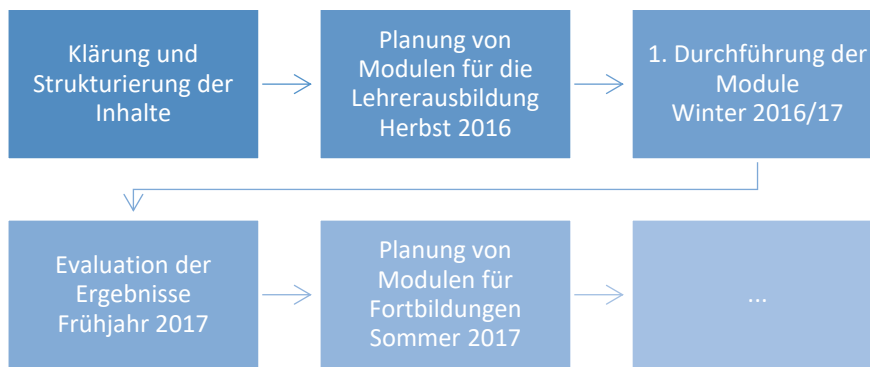 Klärung und
Strukturierung der
Inhalte
Planung von
Modulen für die
Lehrerausbildung
Herbst 2016
1. Durchführung der
Module
Winter 2016/17
Evaluation der
Ergebnisse
Frühjahr 2017
Planung von
Modulen für
Fortbildungen
Sommer 2017
...